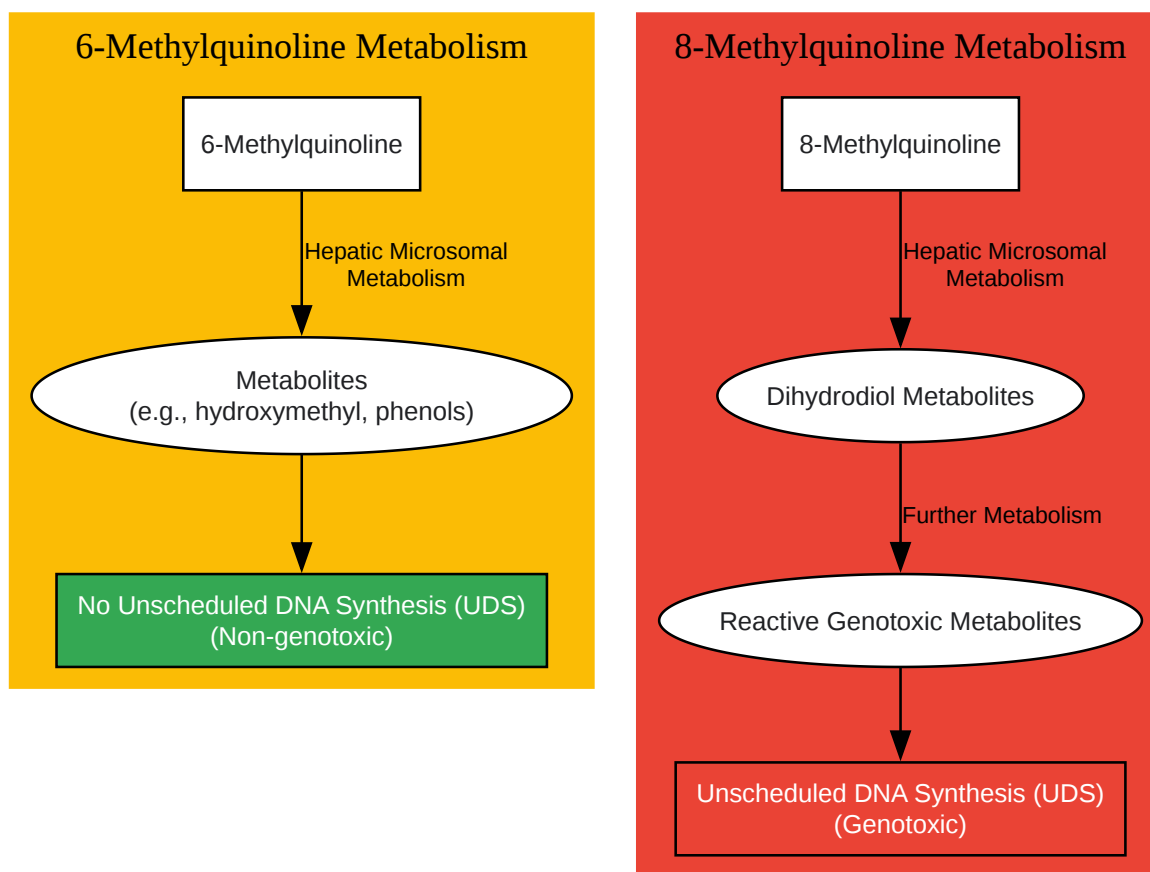 6-Methylquinoline Metabolism
6-Methylquinoline
Hepatic Microsomal
Metabolism
Metabolites
(e.g., hydroxymethyl, phenols)
No Unscheduled DNA Synthesis (UDS)
(Non-genotoxic)
8-Methylquinoline Metabolism
8-Methylquinoline
Hepatic Microsomal
Metabolism
Dihydrodiol Metabolites
Further Metabolism
Reactive Genotoxic Metabolites
Unscheduled DNA Synthesis (UDS)
(Genotoxic)